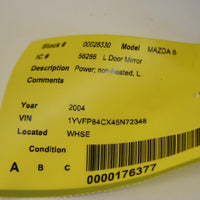 Stock # 00028330 Model MAZDA 6
IC # 56266 L Door Mirror
Description Power, non-heated, L.
Comments
Year 2004
VIN 1YVFP84CX45N72348
Located WHSE
Condition
A B C
0000176377